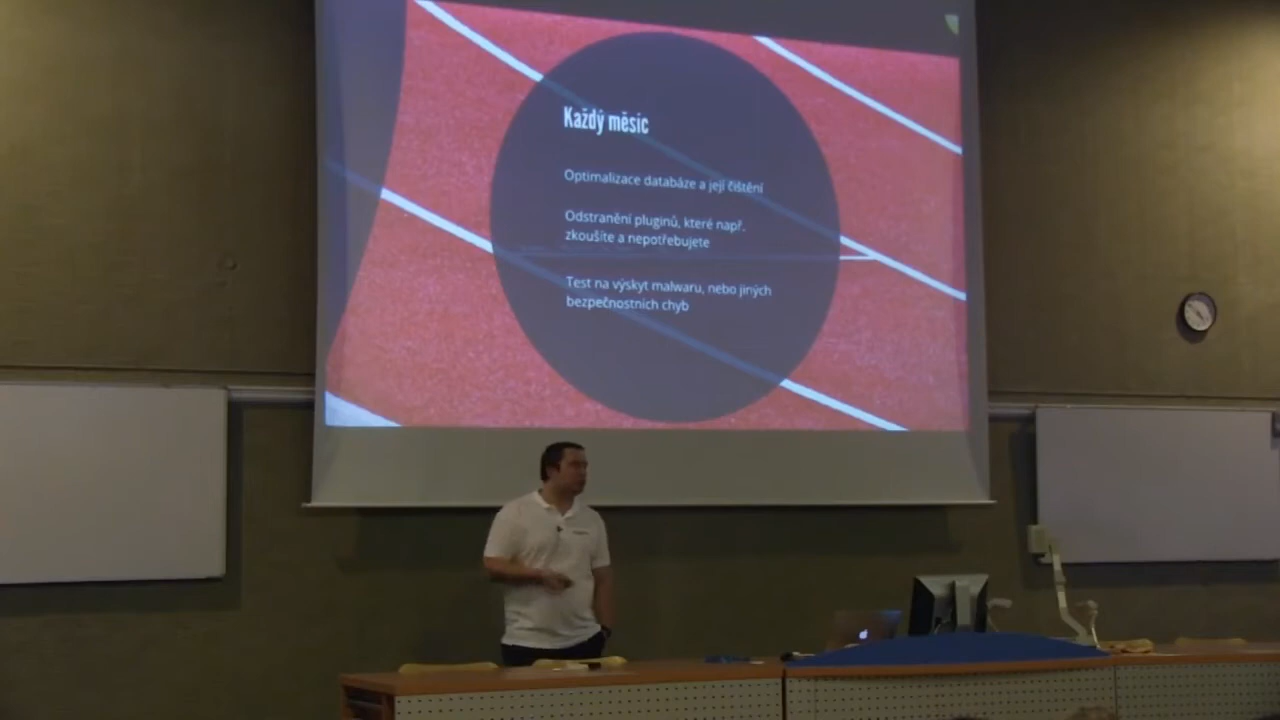 Každý měsíc
Optimalizace databáze a její čištění
Odstranění pluginů, které např.
zkoušíte a nepotřebujete
Test na výskyt malwaru, nebo jiných
bezpečnostních chyb